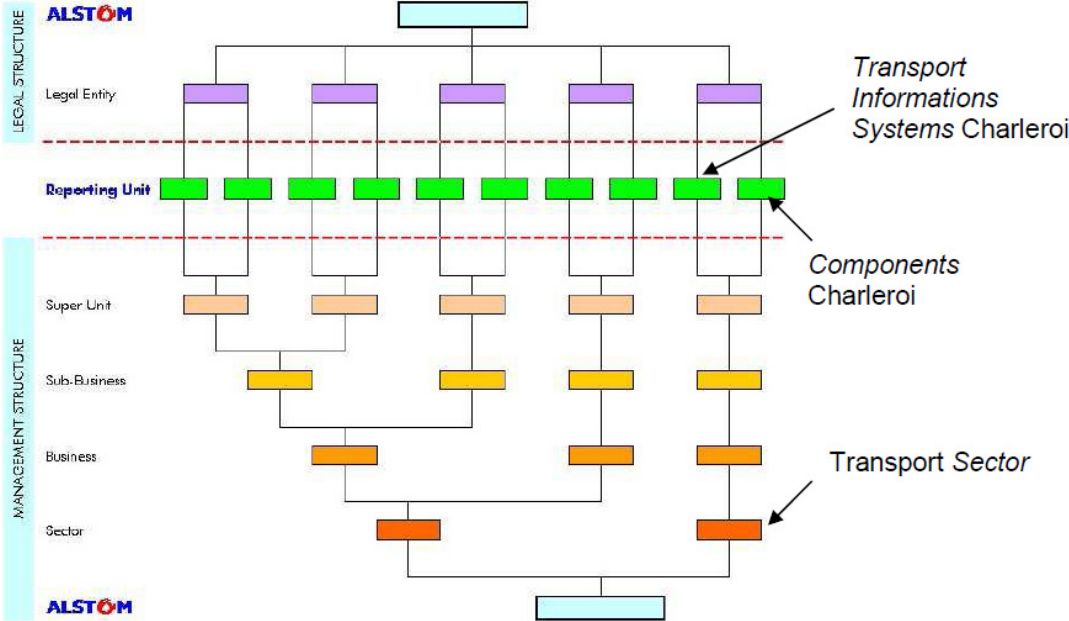 ALSTOM
LEGAL STRUCTURE
Legal Entity
Transport
Informations
Systems Charleroi
Reporting Unit
Components
Charleroi
MANAGEMENT STRUCTURE
Super Unit
Sub-Business
Business
Transport Sector
Sector
ALSTOM